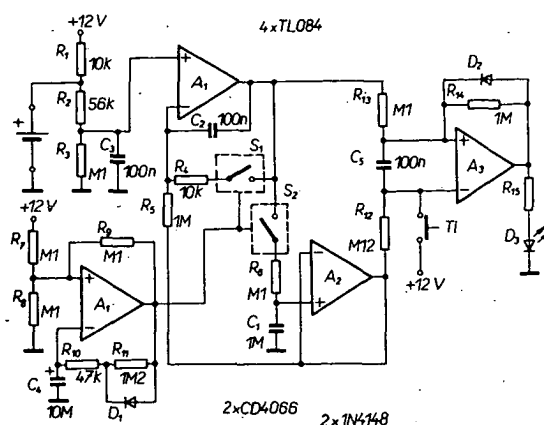 4xTL084
+12V
R1
10k
R2
56k
R3
M1
C3
100n
+
+
−
A1
C2
100n
R4
10k
S1
R5
1M
S2
R6
M1
C1
1M
−
+
A2
R13
M1
C5
100n
R12
M12
D2
R14
1M
+
−
A3
R15
D3
Tl
+12V
+12V
R7
M1
R8
M1
R9
M1
+
−
A1
R10
47k
R11
1M2
D1
C4
+
10M
2xCD4066
2x1N4148